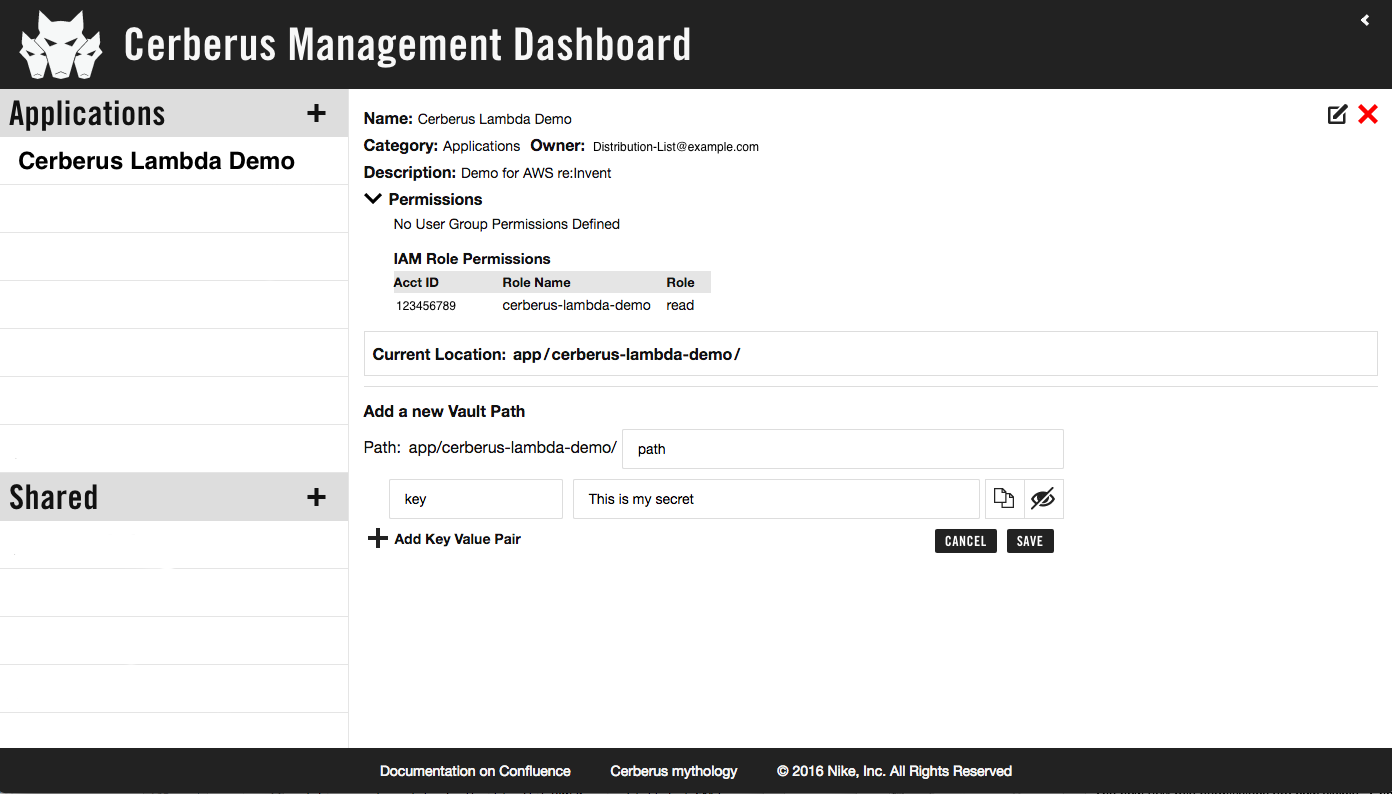 Cerberus Management Dashboard
Applications
Cerberus Lambda Demo
Shared
Name: Cerberus Lambda Demo
Category: Applications Owner: Distribution-List@example.com
Description: Demo for AWS re:Invent
Permissions
No User Group Permissions Defined
IAM Role Permissions
Acct ID Role Name Role
123456789 cerberus-lambda-demo read
Current Location: app/cerberus-lambda-demo/
Add a new Vault Path
Path: app/cerberus-lambda-demo/ path
key This is my secret
Add Key Value Pair CANCEL SAVE
Documentation on Confluence Cerberus mythology © 2016 Nike, Inc. All Rights Reserved